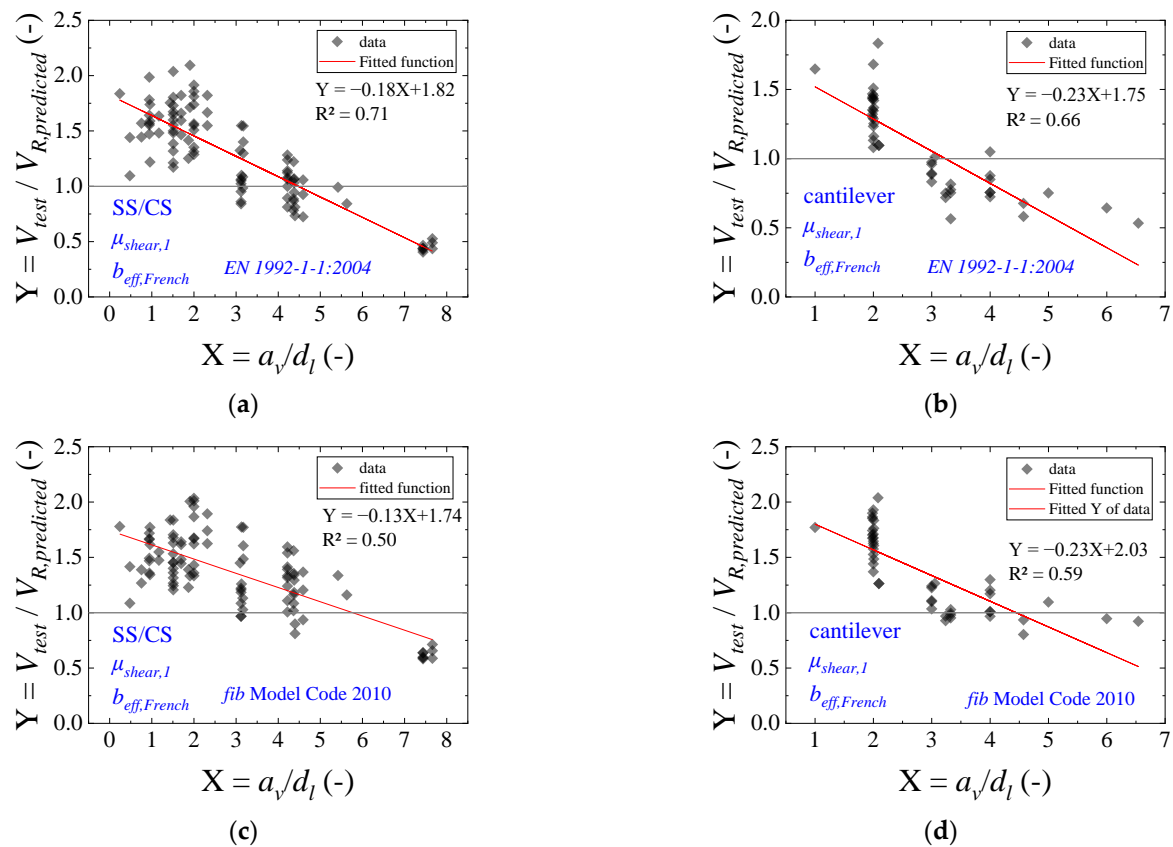 Y = V_test / V_R,predicted (-)
2.5
2.0
1.5
1.0
0.5
0.0
data
Fitted function
Y = −0.18X+1.82
R² = 0.71
SS/CS
μ_shear,1
b_eff,French
EN 1992-1-1:2004
0 1 2 3 4 5 6 7 8
X = a_v/d_l (-)
(a)
Y = V_test / V_R,predicted (-)
2.0
1.5
1.0
0.5
0.0
data
Fitted function
Y = −0.23X+1.75
R² = 0.66
cantilever
μ_shear,1
b_eff,French
EN 1992-1-1:2004
1 2 3 4 5 6 7
X = a_v/d_l (-)
(b)
Y = V_test / V_R,predicted (-)
2.5
2.0
1.5
1.0
0.5
0.0
data
fitted function
Y = −0.13X+1.74
R² = 0.50
SS/CS
μ_shear,1
b_eff,French
fib Model Code 2010
0 1 2 3 4 5 6 7 8
X = a_v/d_l (-)
(c)
Y = V_test / V_R,predicted (-)
2.5
2.0
1.5
1.0
0.5
0.0
data
Fitted function
Fitted Y of data
Y = −0.23X+2.03
R² = 0.59
cantilever
μ_shear,1
b_eff,French
fib Model Code 2010
1 2 3 4 5 6 7
X = a_v/d_l (-)
(d)